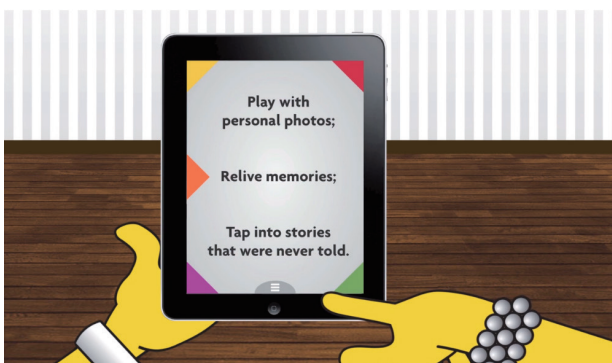 Play with
personal photos;
Relive memories;
Tap into stories
that were never told.